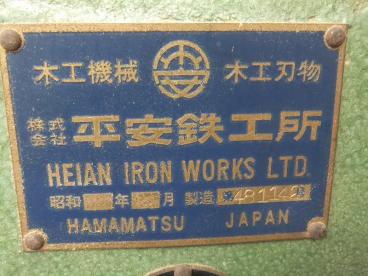 木工機械 木工刃物
株式会社 平安鉄工所
HEIAN IRON WORKS LTD.
昭和 年 月 製造
HAMAMATSU JAPAN